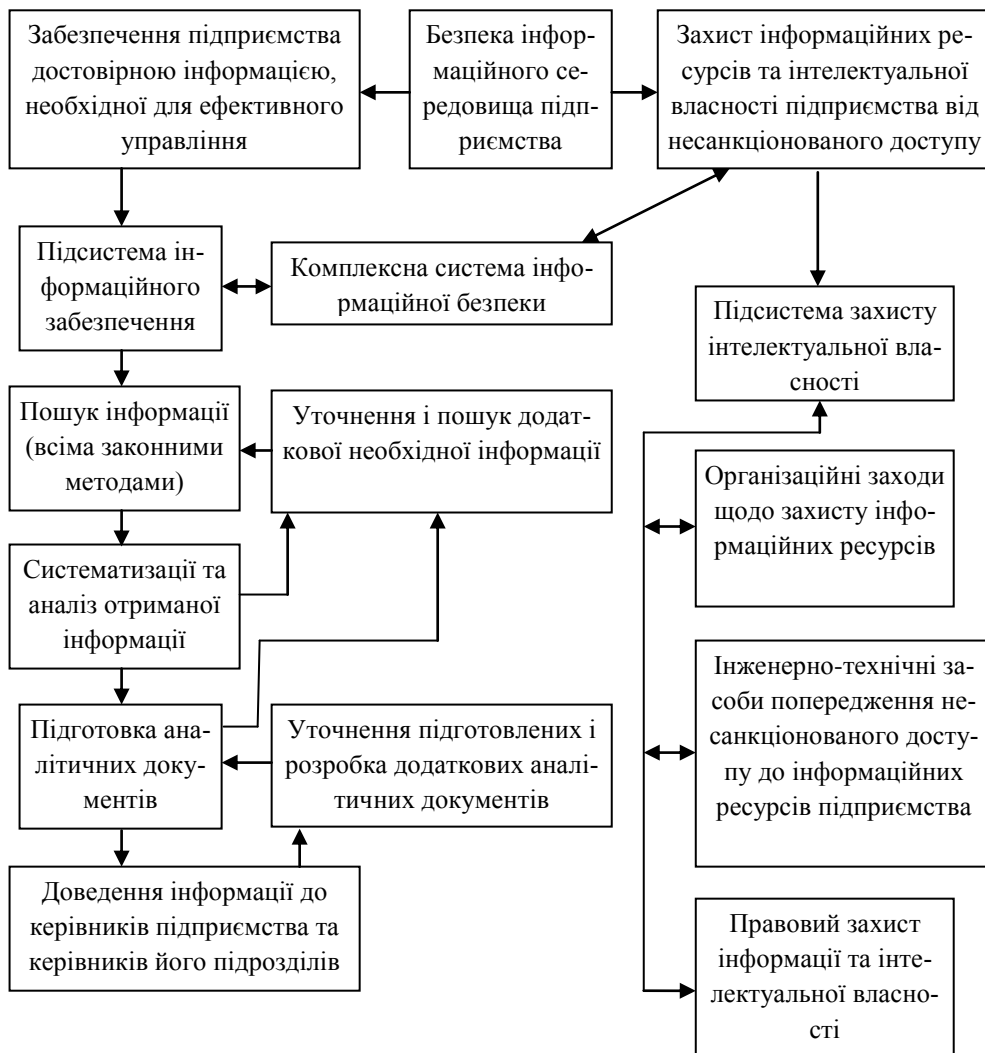 Забезпечення підприємства
достовірною інформацією,
необхідної для ефективного
управління
Безпека інфор-
маційного се-
редовища підп-
риємства
Захист інформаційних ре-
сурсів та інтелектуальної
власності підприємства від
несанкціонованого доступу
Підсистема ін-
формаційного
забезпечення
Комплексна система інфо-
рмаційної безпеки
Підсистема захисту
інтелектуальної вла-
сності
Пошук інформації
(всіма законними
методами)
Уточнення і пошук додат-
кової необхідної інформації
Організаційні заходи
щодо захисту інфо-
рмаційних ресурсів
Систематизації та
аналіз отриманої
інформації
Інженерно-технічні за-
соби попередження не-
санкціонованого досту-
пу до інформаційних
ресурсів підприємства
Підготовка ана-
літичних доку-
ментів
Уточнення підготовлених і
розробка додаткових аналі-
тичних документів
Доведення інформації до
керівників підприємства та
керівників його підрозділів
Правовий захист
інформації та інте-
лектуальної власно-
сті